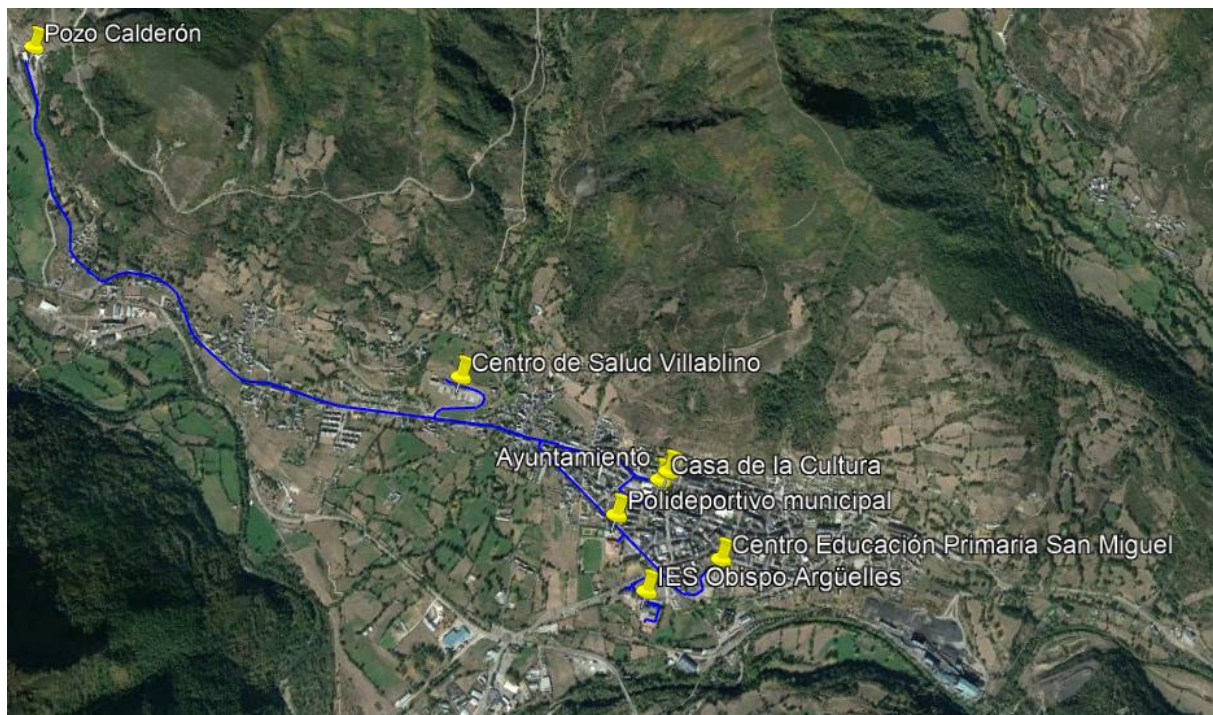 Pozo Calderón
Centro de Salud Villablino
Ayuntamiento
Casa de la Cultura
Polideportivo municipal
Centro Educación Primaria San Miguel
IES Obispo Argüelles